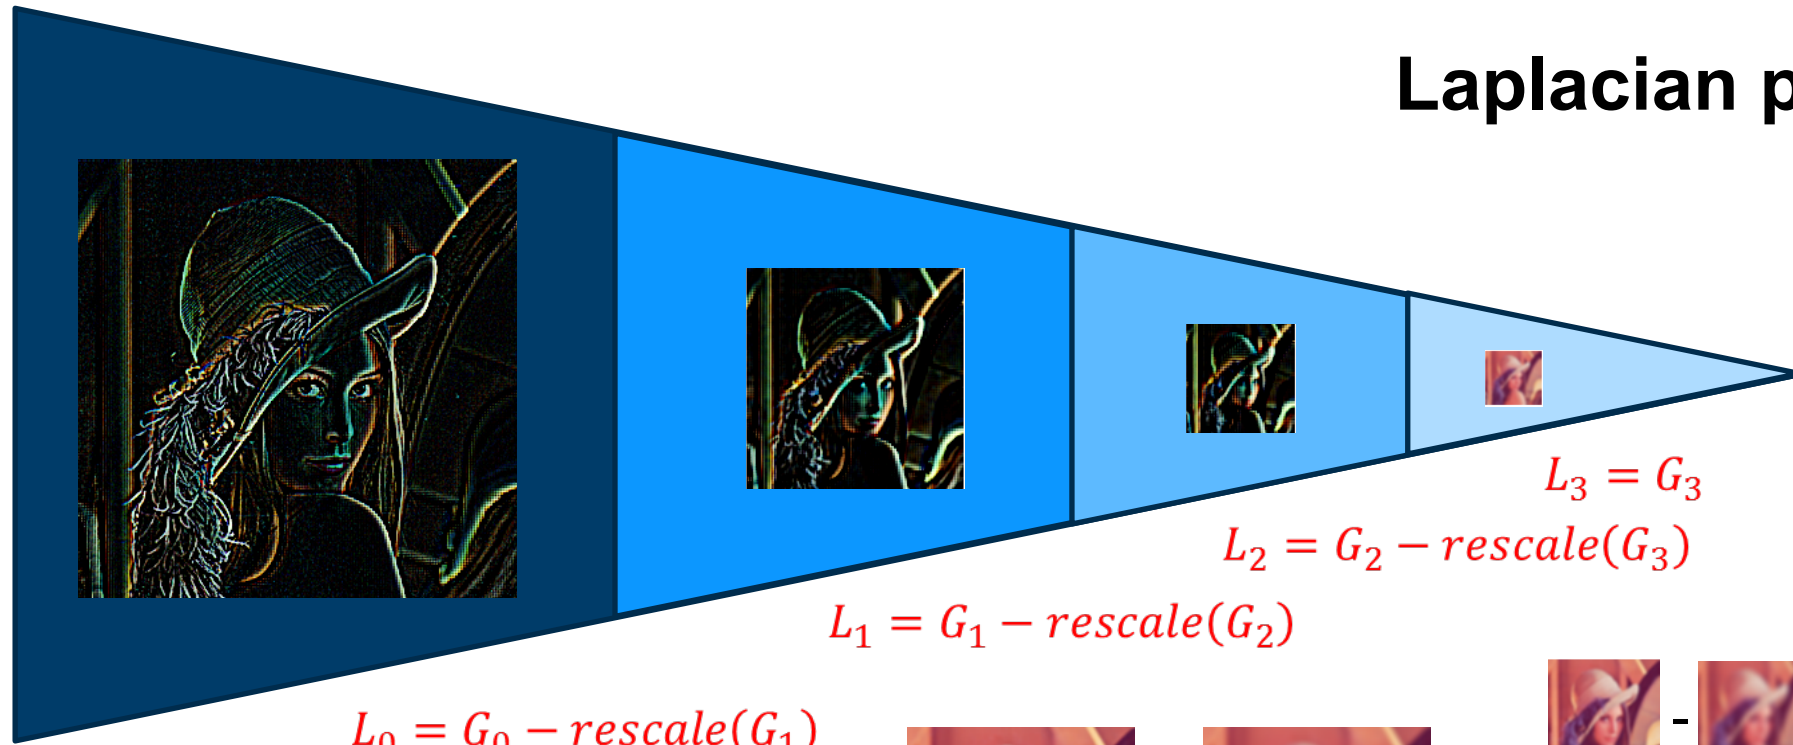 Laplacian p
L₃ = G₃
L₂ = G₂ − rescale(G₃)
L₁ = G₁ − rescale(G₂)
L₀ = G₀ − rescale(G₁)
-